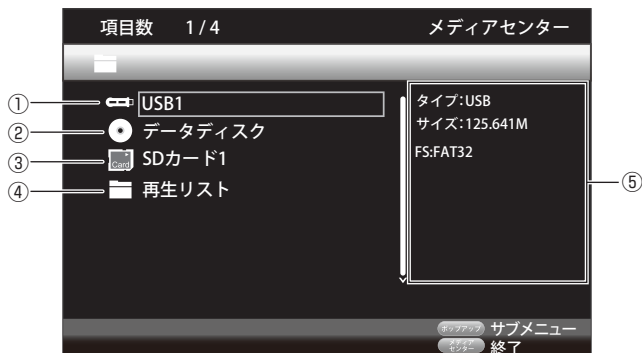 項目数 1/4 メディアセンター
① USB1
② データディスク
③ Card SDカード1
④ 再生リスト
タイプ:USB
サイズ:125.641M
FS:FAT32
⑤
ポップアップ サブメニュー
メディアセンター 終了